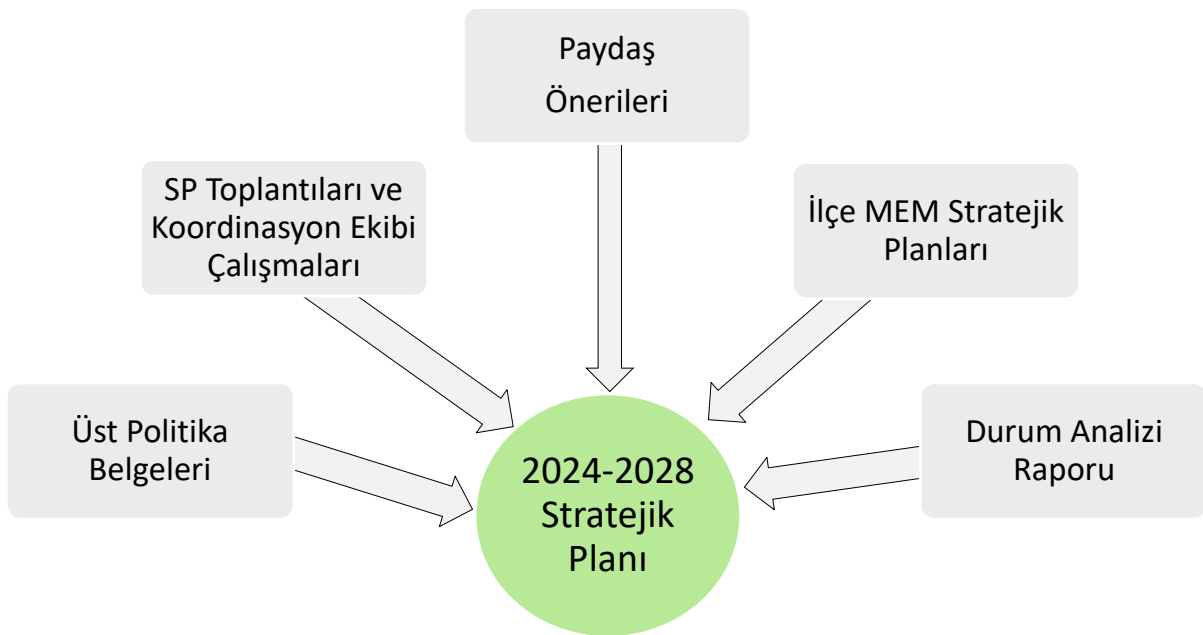 Paydaş
Önerileri
SP Toplantıları ve
Koordinasyon Ekibi
Çalışmaları
İlçe MEM Stratejik
Planları
Üst Politika
Belgeleri
2024-2028
Stratejik
Planı
Durum Analizi
Raporu